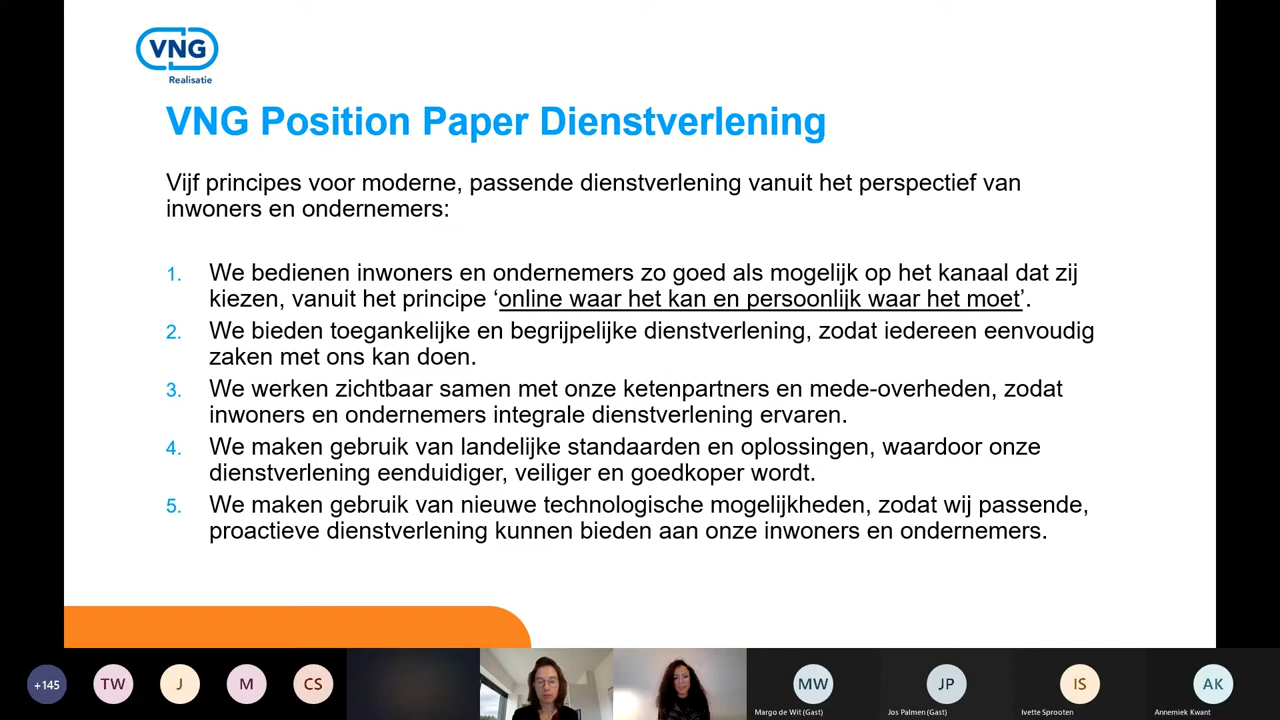 VNG
Realisatie
VNG Position Paper Dienstverlening
Vijf principes voor moderne, passende dienstverlening vanuit het perspectief van
inwoners en ondernemers:
1. We bedienen inwoners en ondernemers zo goed als mogelijk op het kanaal dat zij
kiezen, vanuit het principe ‘online waar het kan en persoonlijk waar het moet’.
2. We bieden toegankelijke en begrijpelijke dienstverlening, zodat iedereen eenvoudig
zaken met ons kan doen.
3. We werken zichtbaar samen met onze ketenpartners en mede-overheden, zodat
inwoners en ondernemers integrale dienstverlening ervaren.
4. We maken gebruik van landelijke standaarden en oplossingen, waardoor onze
dienstverlening eenduidiger, veiliger en goedkoper wordt.
5. We maken gebruik van nieuwe technologische mogelijkheden, zodat wij passende,
proactieve dienstverlening kunnen bieden aan onze inwoners en ondernemers.
+145 TW J M CS MW JP IS AK
Margo de Wit (Gast) Jos Palmen (Gast) Ivette Sprooten Annemiek Kwant